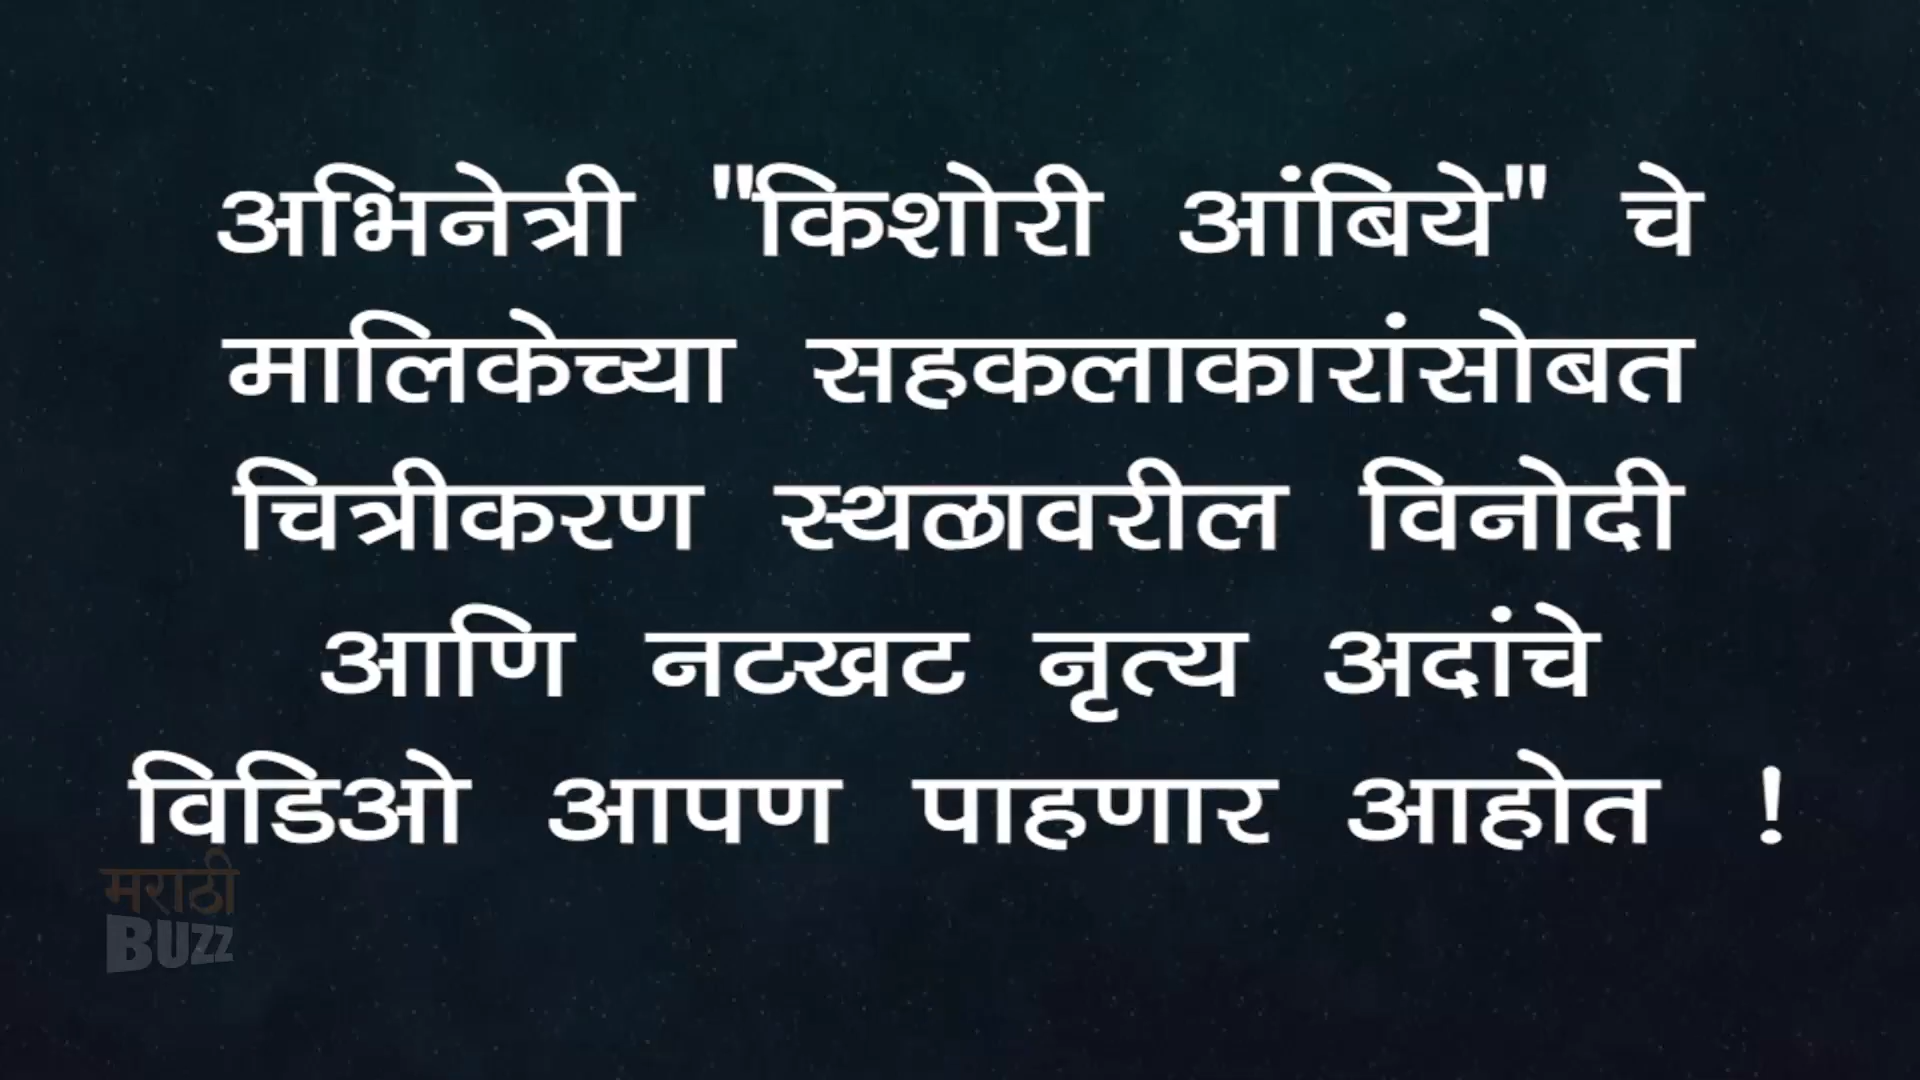 अभिनेत्री "किशोरी आंबिये" चे
मालिकेच्या सहकलाकारांसोबत
चित्रीकरण स्थळावरील विनोदी
आणि नटखट नृत्य अदांचे
विडिओ आपण पाहणार आहोत !
मराठी
BUZZ